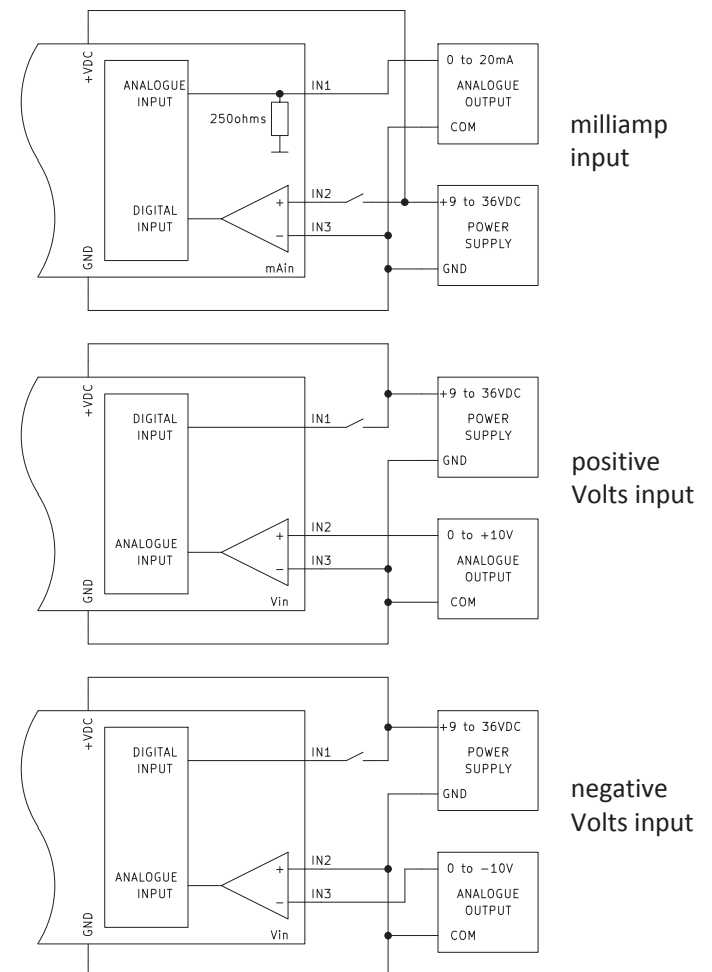 +VDC
ANALOGUE
INPUT
IN1
250ohms
DIGITAL
INPUT
+
IN2
−
IN3
GND
mAin
0 to 20mA
ANALOGUE
OUTPUT
COM
+9 to 36VDC
POWER
SUPPLY
GND
milliamp
input
+VDC
DIGITAL
INPUT
IN1
ANALOGUE
INPUT
+
IN2
−
IN3
GND
Vin
+9 to 36VDC
POWER
SUPPLY
GND
0 to +10V
ANALOGUE
OUTPUT
COM
positive
Volts input
+VDC
DIGITAL
INPUT
IN1
ANALOGUE
INPUT
+
IN2
−
IN3
GND
Vin
+9 to 36VDC
POWER
SUPPLY
GND
0 to −10V
ANALOGUE
OUTPUT
COM
negative
Volts input